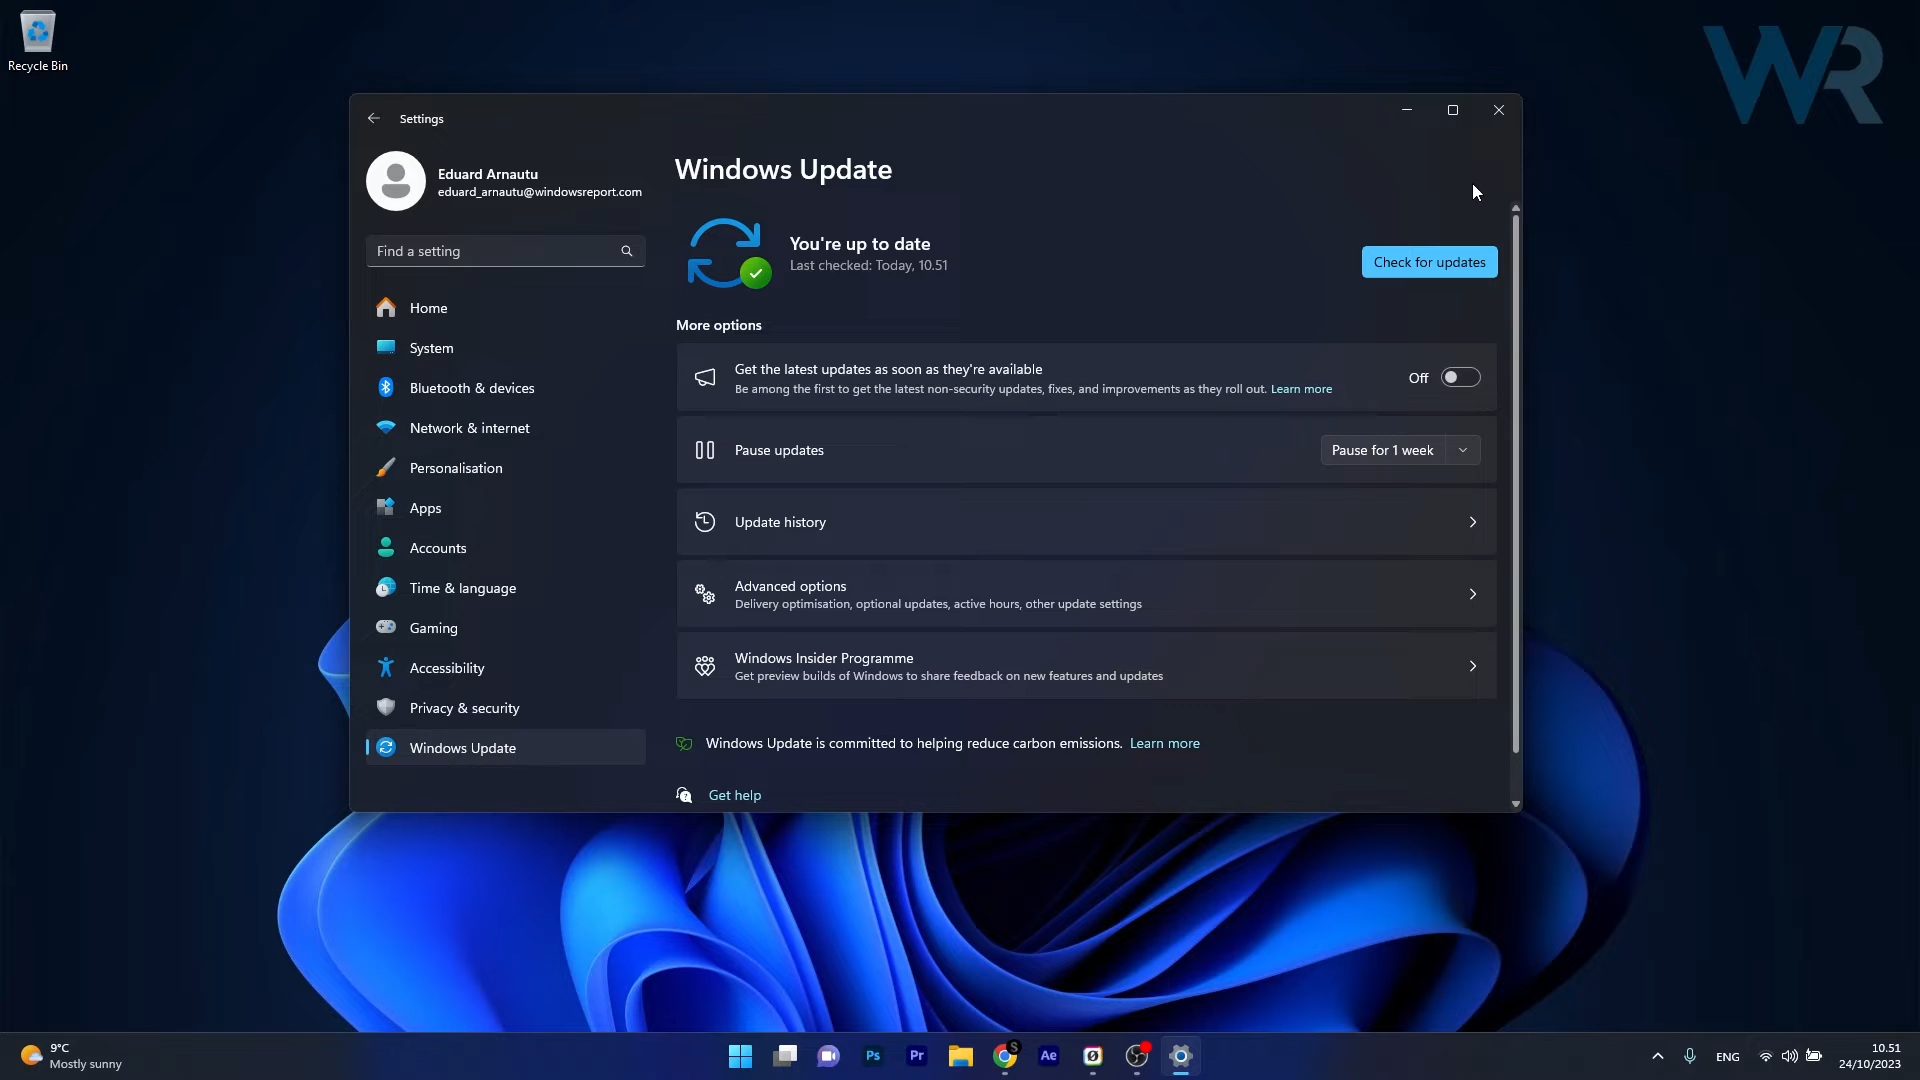 Recycle Bin
WR
Settings
Eduard Arnautu
eduard_arnautu@windowsreport.com
Find a setting
Home
System
Bluetooth & devices
Network & internet
Personalisation
Apps
Accounts
Time & language
Gaming
Accessibility
Privacy & security
Windows Update
Windows Update
You're up to date
Last checked: Today, 10.51
Check for updates
More options
Get the latest updates as soon as they're available
Be among the first to get the latest non-security updates, fixes, and improvements as they roll out. Learn more
Off
Pause updates
Pause for 1 week
Update history
Advanced options
Delivery optimisation, optional updates, active hours, other update settings
Windows Insider Programme
Get preview builds of Windows to share feedback on new features and updates
Windows Update is committed to helping reduce carbon emissions. Learn more
Get help
9°C
Mostly sunny
Ps
Pr
S
Ae
ENG
10.51
24/10/2023